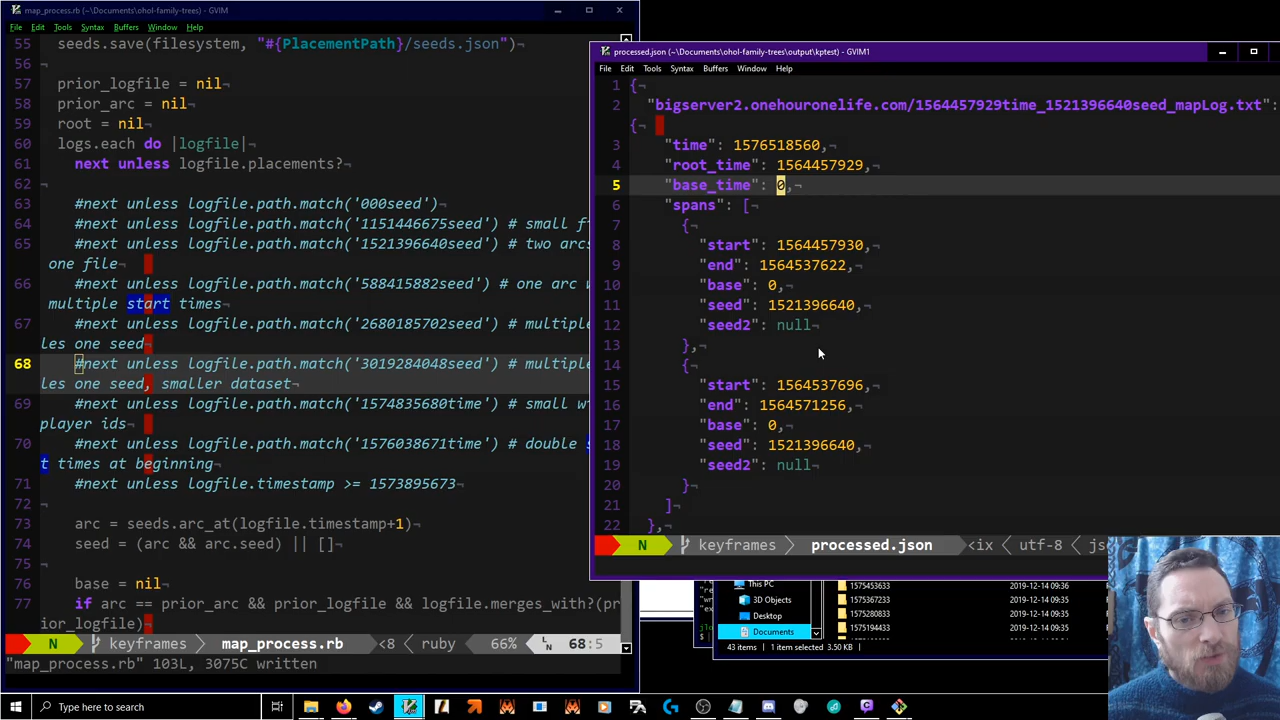 map_process.rb (~\Documents\ohol-family-trees) - GVIM
File Edit Tools Syntax Buffers Window Help
55 seeds.save(filesystem, "#{PlacementPath}/seeds.json")¬
56 ¬
57 prior_logfile = nil¬
58 prior_arc = nil¬
59 root = nil¬
60 logs.each do |logfile|¬
61 next unless logfile.placements?¬
62 ¬
63 #next unless logfile.path.match('000seed')¬
64 #next unless logfile.path.match('1151446675seed') # small f
65 #next unless logfile.path.match('1521396640seed') # two arcs
one file¬
66 #next unless logfile.path.match('588415882seed') # one arc w
multiple start times¬
67 #next unless logfile.path.match('2680185702seed') # multiple
les one seed¬
68 #next unless logfile.path.match('3019284048seed') # multiple
les one seed, smaller dataset¬
69 #next unless logfile.path.match('1574835680time') # small w
player ids¬
70 #next unless logfile.path.match('1576038671time') # double s
t times at beginning¬
71 #next unless logfile.timestamp >= 1573895673¬
72 ¬
73 arc = seeds.arc_at(logfile.timestamp+1)¬
74 seed = (arc && arc.seed) || []¬
75 ¬
76 base = nil¬
77 if arc == prior_arc && prior_logfile && logfile.merges_with?(pr
ior_logfile)¬
N keyframes map_process.rb <8 ruby 66% LN 68:5
"map_process.rb" 103L, 3075C written
processed.json (~\Documents\ohol-family-trees\output\kptest) - GVIM1
File Edit Tools Syntax Buffers Window Help
1 {¬
2 "bigserver2.onehouronelife.com/1564457929time_1521396640seed_mapLog.txt":
{
3 "time": 1576518560,¬
4 "root_time": 1564457929,¬
5 "base_time": 0,¬
6 "spans": [¬
7 {¬
8 "start": 1564457930,¬
9 "end": 1564537622,¬
10 "base": 0,¬
11 "seed": 1521396640,¬
12 "seed2": null¬
13 },¬
14 {¬
15 "start": 1564537696,¬
16 "end": 1564571256,¬
17 "base": 0,¬
18 "seed": 1521396640,¬
19 "seed2": null¬
20 }¬
21 ]¬
22 },¬
N keyframes processed.json <ix utf-8 js
This PC
3D Objects
Desktop
Documents
1575453633 2019-12-14 09:35
1575367233 2019-12-14 09:36
1575280833 2019-12-14 09:35
1575194433 2019-12-14 09:35
43 items 1 item selected 3.50 KB
Type here to search